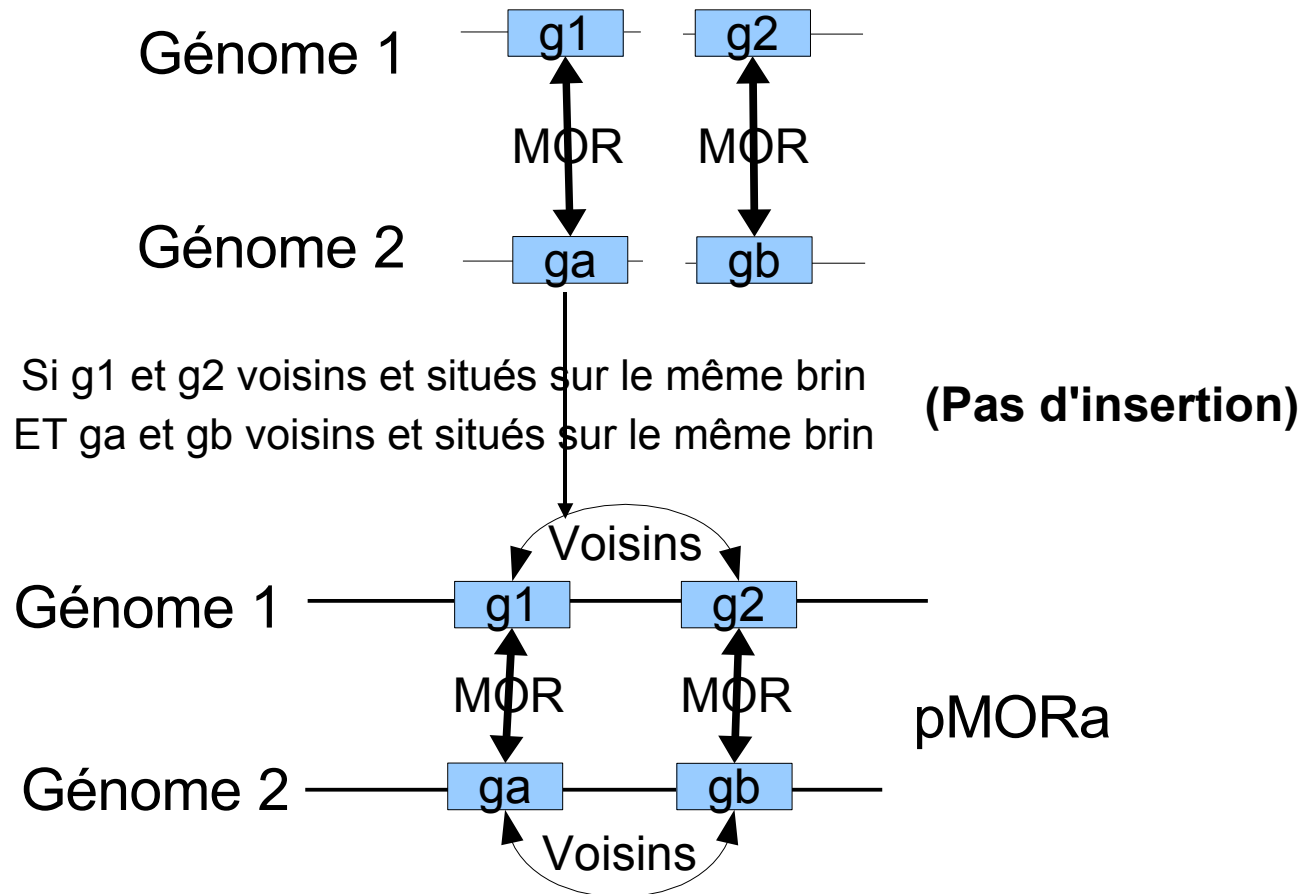 Génome 1 g1 g2
MOR MOR
Génome 2 ga gb
Si g1 et g2 voisins et situés sur le même brin
ET ga et gb voisins et situés sur le même brin
(Pas d'insertion)
Voisins
Génome 1 g1 g2
MOR MOR
pMORa
Génome 2 ga gb
Voisins